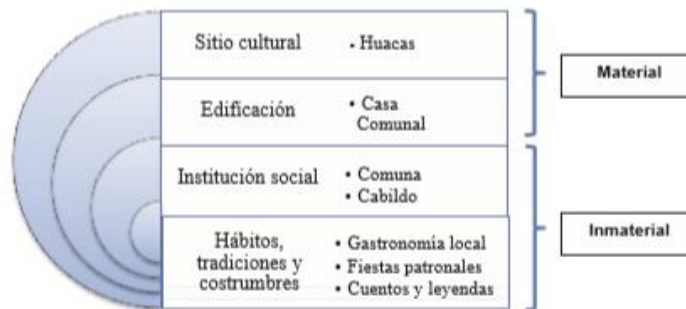 Sitio cultural
• Huacas
Material
Edificación
• Casa
Comunal
Institución social
• Comuna
• Cabildo
Inmaterial
Hábitos,
tradiciones y
costrumbres
• Gastronomía local
• Fiestas patronales
• Cuentos y leyendas